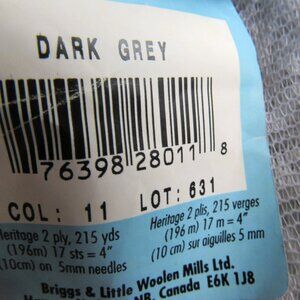 DARK GREY
76398 28011 8
COL: 11 LOT: 631
Heritage 2 ply, 215 yds
(196m) 17 sts = 4"
(10cm) on 5mm needles
Heritage 2 plis, 215 verges
(196 m) 17 m = 4"
(10 cm) sur aiguilles 5 mm
Briggs & Little Woolen Mills Ltd.
NB, Canada E6K 1J8